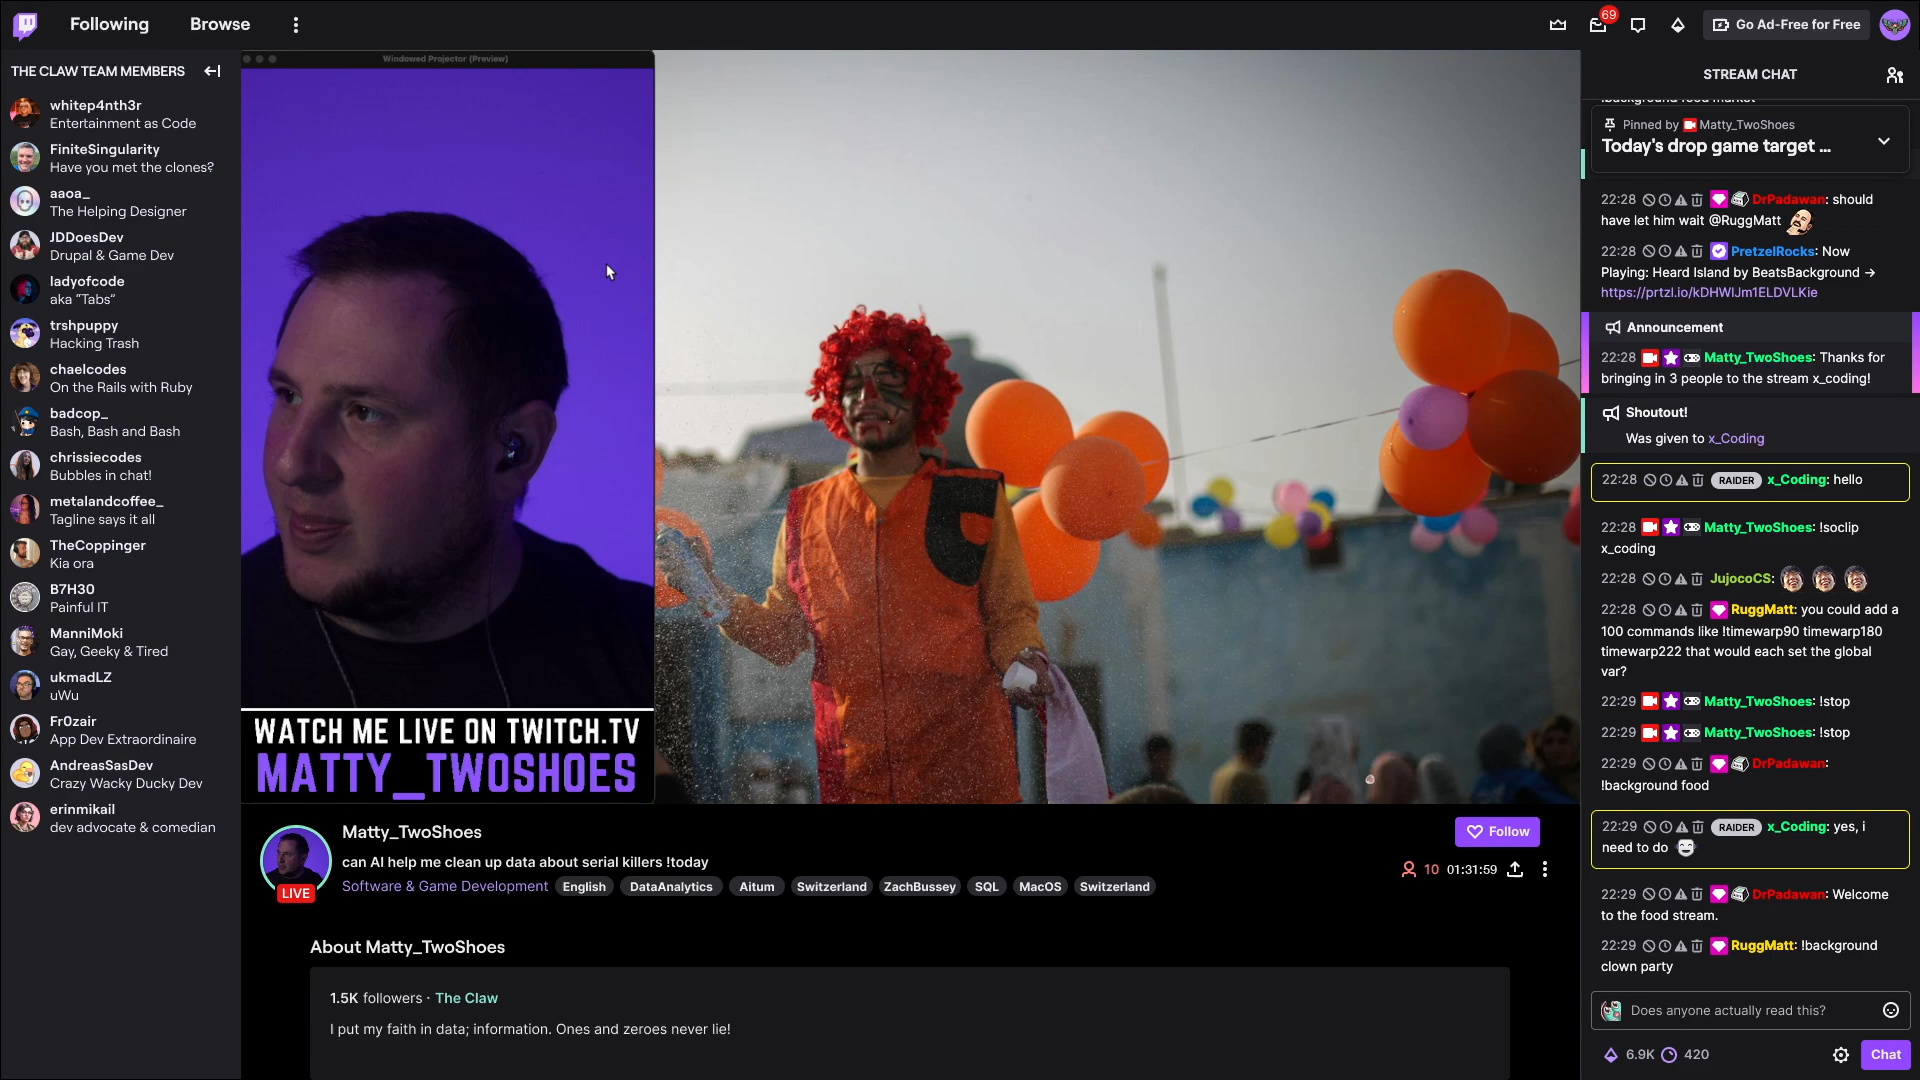 Following
Browse
69
Go Ad-Free for Free
THE CLAW TEAM MEMBERS
whitep4nth3r
Entertainment as Code
FiniteSingularity
Have you met the clones?
aaoa_
The Helping Designer
JDDoesDev
Drupal & Game Dev
ladyofcode
aka "Tabs"
trshpuppy
Hacking Trash
chaelcodes
On the Rails with Ruby
badcop_
Bash, Bash and Bash
chrissiecodes
Bubbles in chat!
metalandcoffee_
Tagline says it all
TheCoppinger
Kia ora
B7H30
Painful IT
ManniMoki
Gay, Geeky & Tired
ukmadLZ
uWu
Fr0zair
App Dev Extraordinaire
AndreasSasDev
Crazy Wacky Ducky Dev
erinmikail
dev advocate & comedian
Windowed Projector (Preview)
WATCH ME LIVE ON TWITCH.TV
MATTY_TWOSHOES
LIVE
Matty_TwoShoes
can AI help me clean up data about serial killers !today
Software & Game Development English DataAnalytics Aitum Switzerland ZachBussey SQL MacOS Switzerland
Follow
10 01:31:59
About Matty_TwoShoes
1.5K followers · The Claw
I put my faith in data; information. Ones and zeroes never lie!
STREAM CHAT
!background food market
Pinned by Matty_TwoShoes
Today's drop game target ...
22:28 DrPadawan: should
have let him wait @RuggMatt
22:28 PretzelRocks: Now
Playing: Heard Island by BeatsBackground →
https://prtzl.io/kDHWlJm1ELDVLKie
Announcement
22:28 Matty_TwoShoes: Thanks for
bringing in 3 people to the stream x_coding!
Shoutout!
Was given to x_Coding
22:28 RAIDER x_Coding: hello
22:28 Matty_TwoShoes: !soclip
x_coding
22:28 JujocoCS:
22:28 RuggMatt: you could add a
100 commands like !timewarp90 timewarp180
timewarp222 that would each set the global
var?
22:29 Matty_TwoShoes: !stop
22:29 Matty_TwoShoes: !stop
22:29 DrPadawan:
!background food
22:29 RAIDER x_Coding: yes, i
need to do
22:29 DrPadawan: Welcome
to the food stream.
22:29 RuggMatt: !background
clown party
Does anyone actually read this?
6.9K 420
Chat